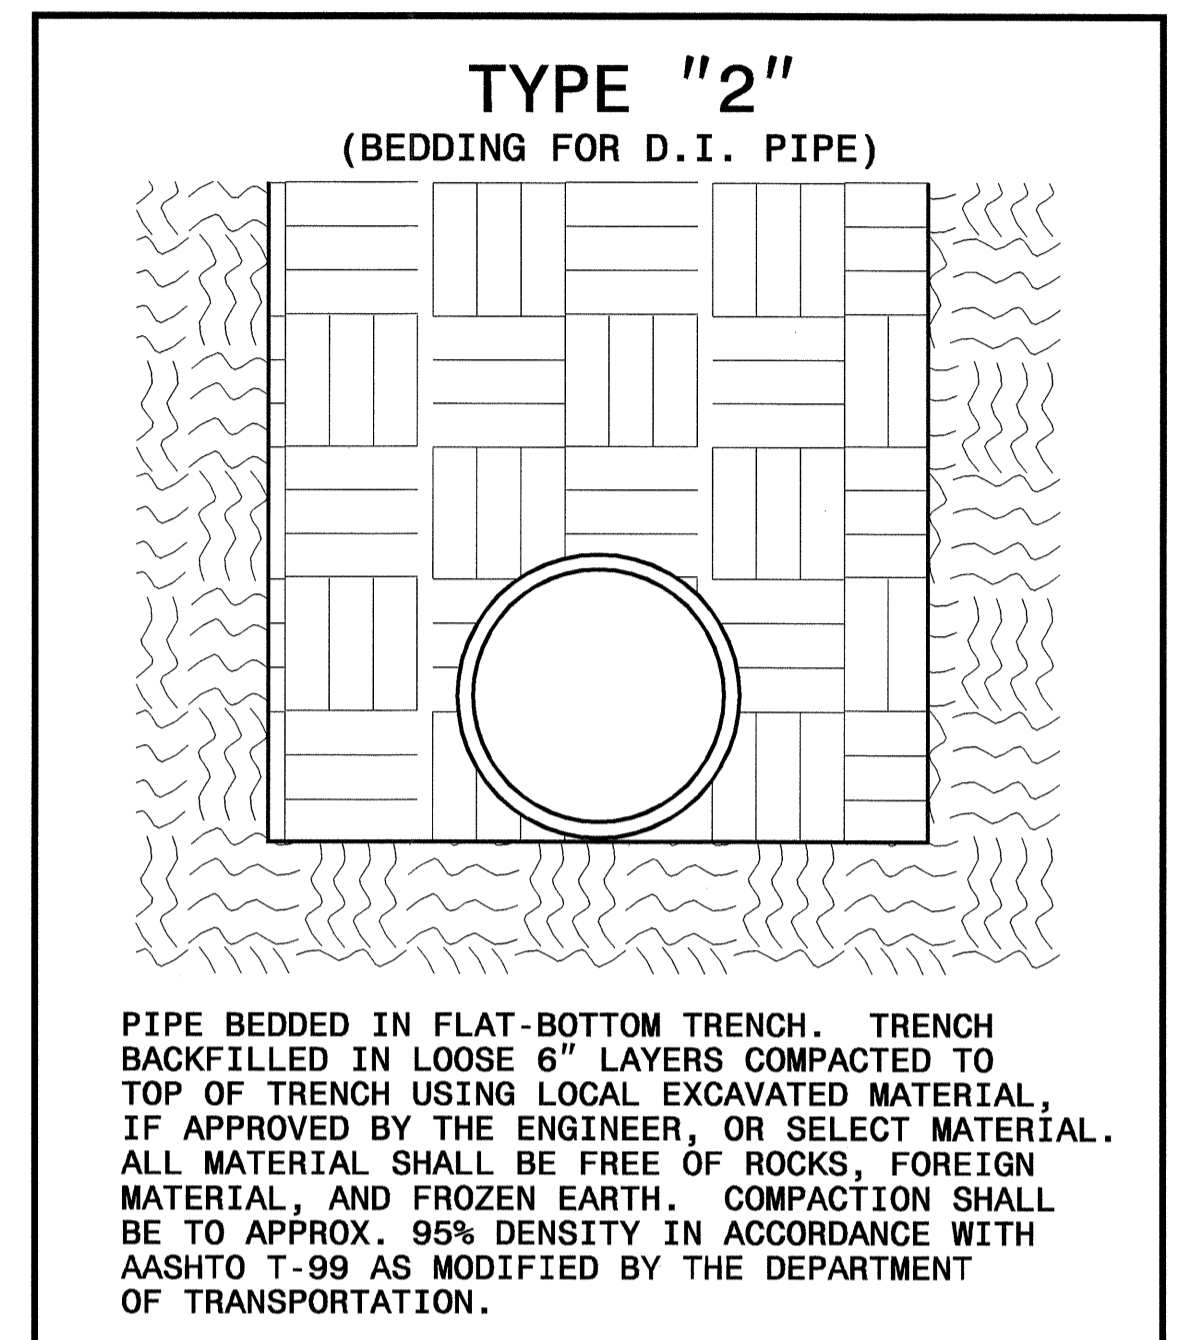 TYPE "2"
(BEDDING FOR D.I. PIPE)
PIPE BEDDED IN FLAT-BOTTOM TRENCH. TRENCH
BACKFILLED IN LOOSE 6" LAYERS COMPACTED TO
TOP OF TRENCH USING LOCAL EXCAVATED MATERIAL,
IF APPROVED BY THE ENGINEER, OR SELECT MATERIAL.
ALL MATERIAL SHALL BE FREE OF ROCKS, FOREIGN
MATERIAL, AND FROZEN EARTH. COMPACTION SHALL
BE TO APPROX. 95% DENSITY IN ACCORDANCE WITH
AASHTO T-99 AS MODIFIED BY THE DEPARTMENT
OF TRANSPORTATION.